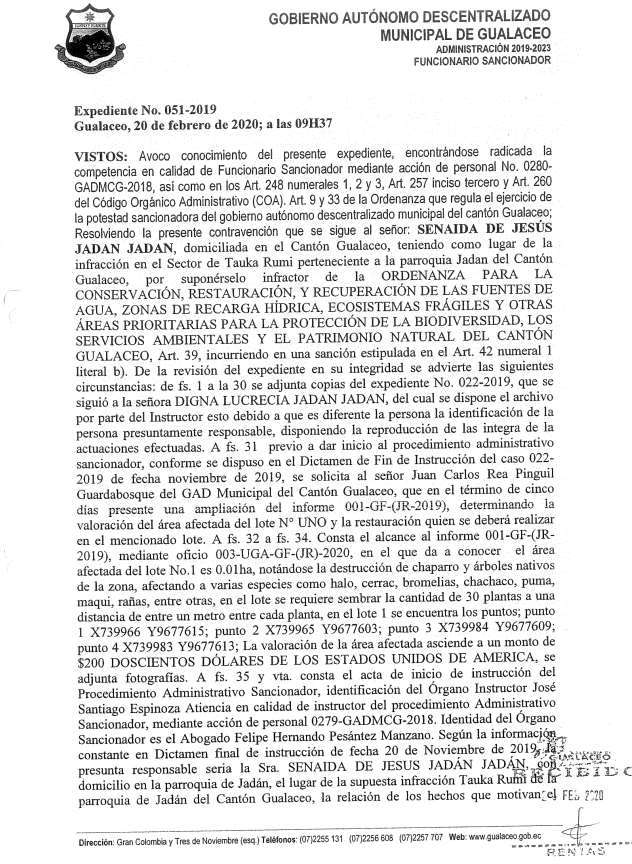 GOBIERNO AUTÓNOMO DESCENTRALIZADO
MUNICIPAL DE GUALACEO
ADMINISTRACIÓN 2019-2023
FUNCIONARIO SANCIONADOR
Expediente No. 051-2019
Gualaceo, 20 de febrero de 2020; a las 09H37
VISTOS: Avoco conocimiento del presente expediente, encontrándose radicada la
competencia en calidad de Funcionario Sancionador mediante acción de personal No. 0280-
GADMCG-2018, así como en los Art. 248 numerales 1, 2 y 3, Art. 257 inciso tercero y Art. 260
del Código Orgánico Administrativo (COA). Art. 9 y 33 de la Ordenanza que regula el ejercicio de
la potestad sancionadora del gobierno autónomo descentralizado municipal del cantón Gualaceo;
Resolviendo la presente contravención que se sigue al señor: SENAIDA DE JESÚS
JADAN JADAN, domiciliada en el Cantón Gualaceo, teniendo como lugar de la
infracción en el Sector de Tauka Rumi perteneciente a la parroquia Jadan del Cantón
Gualaceo, por suponérselo infractor de la ORDENANZA PARA LA
CONSERVACIÓN, RESTAURACIÓN, Y RECUPERACIÓN DE LAS FUENTES DE
AGUA, ZONAS DE RECARGA HÍDRICA, ECOSISTEMAS FRÁGILES Y OTRAS
ÁREAS PRIORITARIAS PARA LA PROTECCIÓN DE LA BIODIVERSIDAD, LOS
SERVICIOS AMBIENTALES Y EL PATRIMONIO NATURAL DEL CANTÓN
GUALACEO, Art. 39, incurriendo en una sanción estipulada en el Art. 42 numeral 1
literal b). De la revisión del expediente en su integridad se advierte las siguientes
circunstancias: de fs. 1 a la 30 se adjunta copias del expediente No. 022-2019, que se
siguió a la señora DIGNA LUCRECIA JADAN JADAN, del cual se dispone el archivo
por parte del Instructor esto debido a que es diferente la persona la identificación de la
persona presuntamente responsable, disponiendo la reproducción de las integra de la
actuaciones efectuadas. A fs. 31 previo a dar inicio al procedimiento administrativo
sancionador, conforme se dispuso en el Dictamen de Fin de Instrucción del caso 022-
2019 de fecha noviembre de 2019, se solicita al señor Juan Carlos Rea Pinguil
Guardabosque del GAD Municipal del Cantón Gualaceo, que en el término de cinco
días presente una ampliación del informe 001-GF-(JR-2019), determinando la
valoración del área afectada del lote N° UNO y la restauración quien se deberá realizar
en el mencionado lote. A fs. 32 a fs. 34. Consta el alcance al informe 001-GF-(JR-
2019), mediante oficio 003-UGA-GF-(JR)-2020, en el que da a conocer el área
afectada del lote No.1 es 0.01ha, notándose la destrucción de chaparro y árboles nativos
de la zona, afectando a varias especies como halo, cerrac, bromelias, chachaco, puma,
maqui, rañas, entre otras, en el lote se requiere sembrar la cantidad de 30 plantas a una
distancia de entre un metro entre cada planta, en el lote 1 se encuentra los puntos; punto
1 X739966 Y9677615; punto 2 X739965 Y9677603; punto 3 X739984 Y9677609;
punto 4 X739983 Y9677613; La valoración de la área afectada asciende a un monto de
$200 DOSCIENTOS DÓLARES DE LOS ESTADOS UNIDOS DE AMERICA, se
adjunta fotografías. A fs. 35 y vta. consta el acta de inicio de instrucción del
Procedimiento Administrativo Sancionador, identificación del Órgano Instructor José
Santiago Espinoza Atiencia en calidad de instructor del procedimiento Administrativo
Sancionador, mediante acción de personal 0279-GADMCG-2018. Identidad del Órgano
Sancionador es el Abogado Felipe Hernando Pesántez Manzano. Según la información
constante en Dictamen final de instrucción de fecha 20 de Noviembre de 2019, la
presunta responsable seria la Sra. SENAIDA DE JESUS JADÁN JADÁN, con
domicilio en la parroquia de Jadán, el lugar de la supuesta infracción Tauka Rumi de la
parroquia de Jadán del Cantón Gualaceo, la relación de los hechos que motivan el
GUALACEO
RECIBIDO
FEB 2020
RENTAS
Dirección: Gran Colombia y Tres de Noviembre (esq.) Teléfonos: (07)2255 131 (07)2256 608 (07)2257 707 Web: www.gualaceo.gob.ec